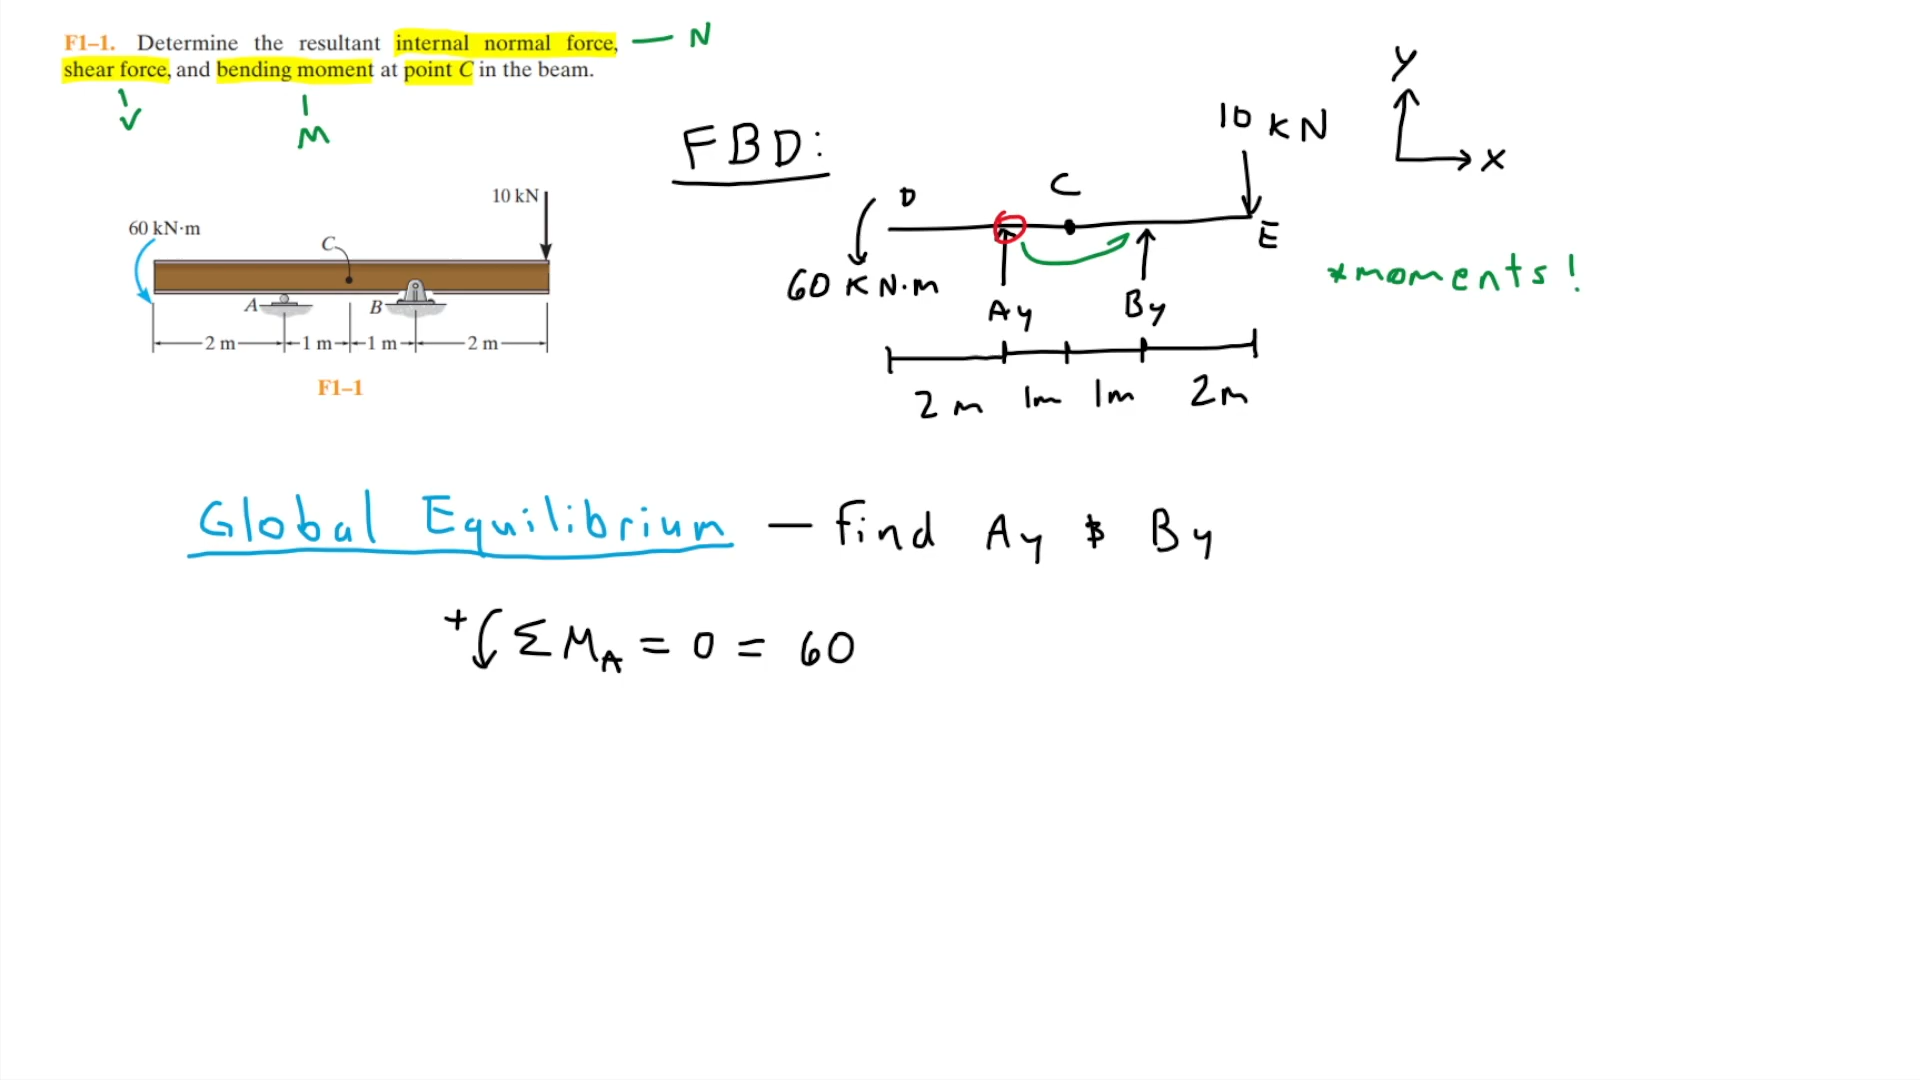 F1–1. Determine the resultant internal normal force, — N
shear force, and bending moment at point C in the beam.
V
M
FBD:
10 kN
y
x
D
C
E
60 KN·m
Ay
By
*moments!
2 m 1m 1m 2m
10 kN
60 kN·m
C
A
B
2 m 1 m 1 m 2 m
F1–1
Global Equilibrium — find Ay & By
+ ΣMA = 0 = 60